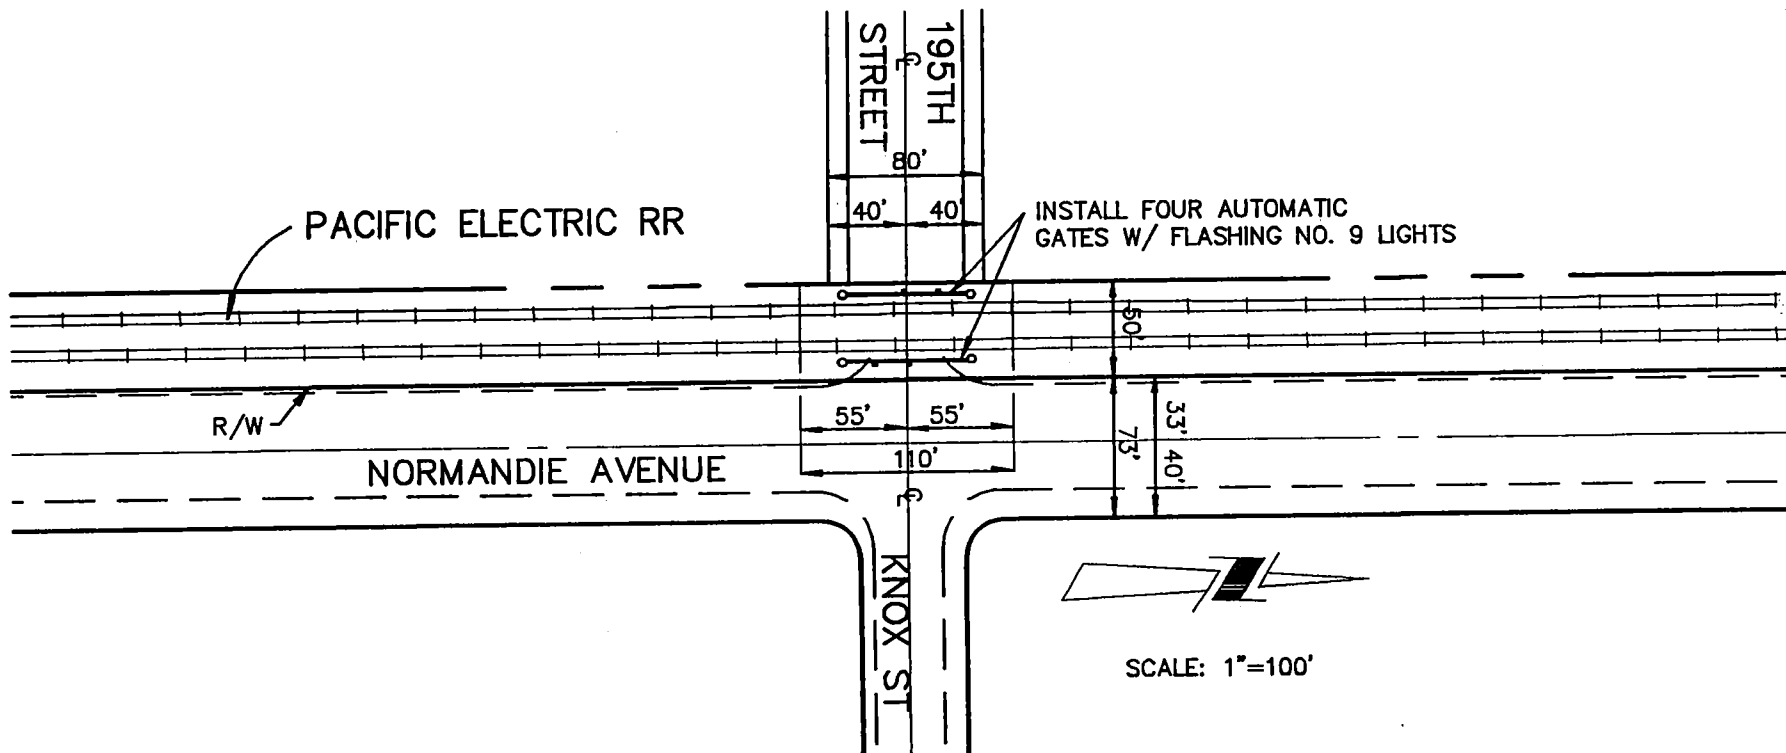 195TH
STREET
℄
80'
40'
40'
INSTALL FOUR AUTOMATIC
GATES W/ FLASHING NO. 9 LIGHTS
PACIFIC ELECTRIC RR
50'
R/W
55'
55'
33'
73'
40'
110'
NORMANDIE AVENUE
℄
KNOX ST
SCALE: 1"=100'